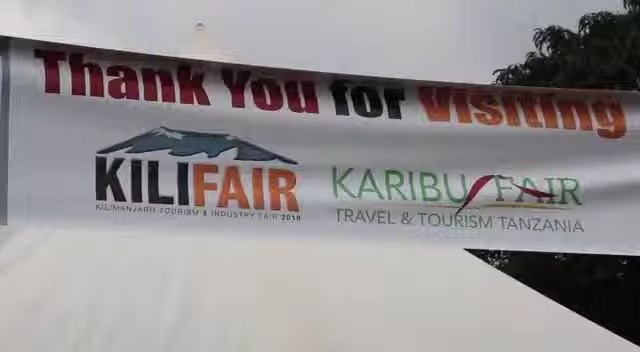 Thank You for Visiting
KILIFAIR
KILIMANJARO TOURISM & INDUSTRY FAIR 2018
KARIBU FAIR
TRAVEL & TOURISM TANZANIA